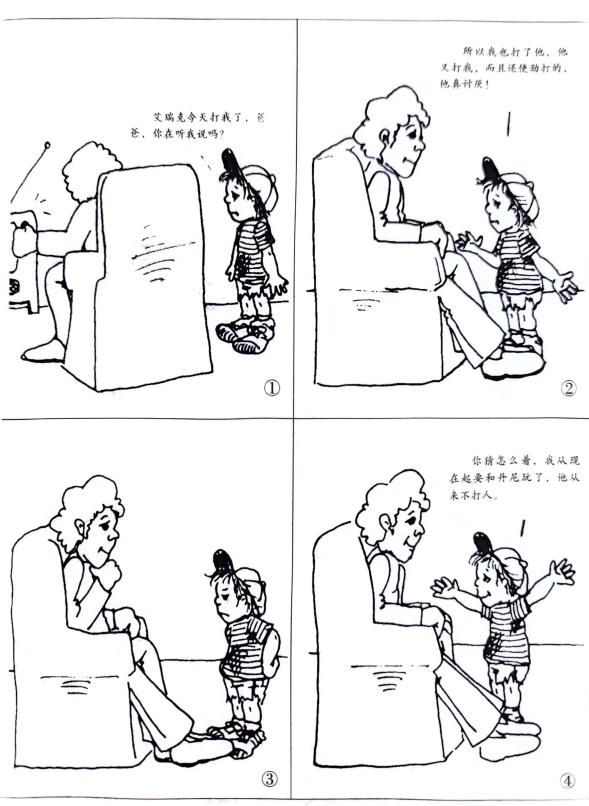 艾瑞克今天打我了，爸
爸，你在听我说吗？
①
所以我也打了他，他
又打我，而且还使劲打的，
他真讨厌！
②
③
你猜怎么着，我从现
在起要和丹尼玩了，他从
来不打人。
④